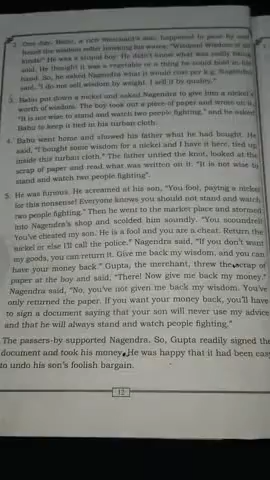 2. One day, Babu, a rich merchant's son, happened to pass by and
heard the wisdom seller invoking his wares; "Wisdom! Wisdom of all
kinds!" He was a stupid boy. He didn't know what was really being
sold. He thought it was a vegetable or a thing he could hold in his
hand. So, he asked Nagendra what it would cost per kg. Nagendra
said, "I do not sell wisdom by weight. I sell it by quality."
3. Babu put down a nickel and asked Nagendra to give him a nickel's
worth of wisdom. The boy took out a piece of paper and wrote on it,
"It is not wise to stand and watch two people fighting," and he asked
Babu to keep it tied in his turban cloth.
4. Babu went home and showed his father what he had bought. He
said, "I bought some wisdom for a nickel and I have it here, tied up
inside this turban cloth." The father untied the knot, looked at the
scrap of paper and read what was written on it. "It is not wise to
stand and watch two people fighting".
5. He was furious. He screamed at his son, "You fool, paying a nickel
for this nonsense! Everyone knows you should not stand and watch
two people fighting." Then he went to the market place and stormed
into Nagendra's shop and scolded him soundly. "You scoundrel!
You've cheated my son. He is a fool and you are a cheat. Return the
nickel or else I'll call the police." Nagendra said, "If you don't want
my goods, you can return it. Give me back my wisdom, and you can
have your money back." Gupta, the merchant, threw the scrap of
paper at the boy and said, "There! Now give me back my money."
Nagendra said, "No, you've not given me back my wisdom. You've
only returned the paper. If you want your money back, you'll have
to sign a document saying that your son will never use my advice
and that he will always stand and watch people fighting."
The passers-by supported Nagendra. So, Gupta readily signed the
document and took his money. He was happy that it had been easy
to undo his son's foolish bargain.
12